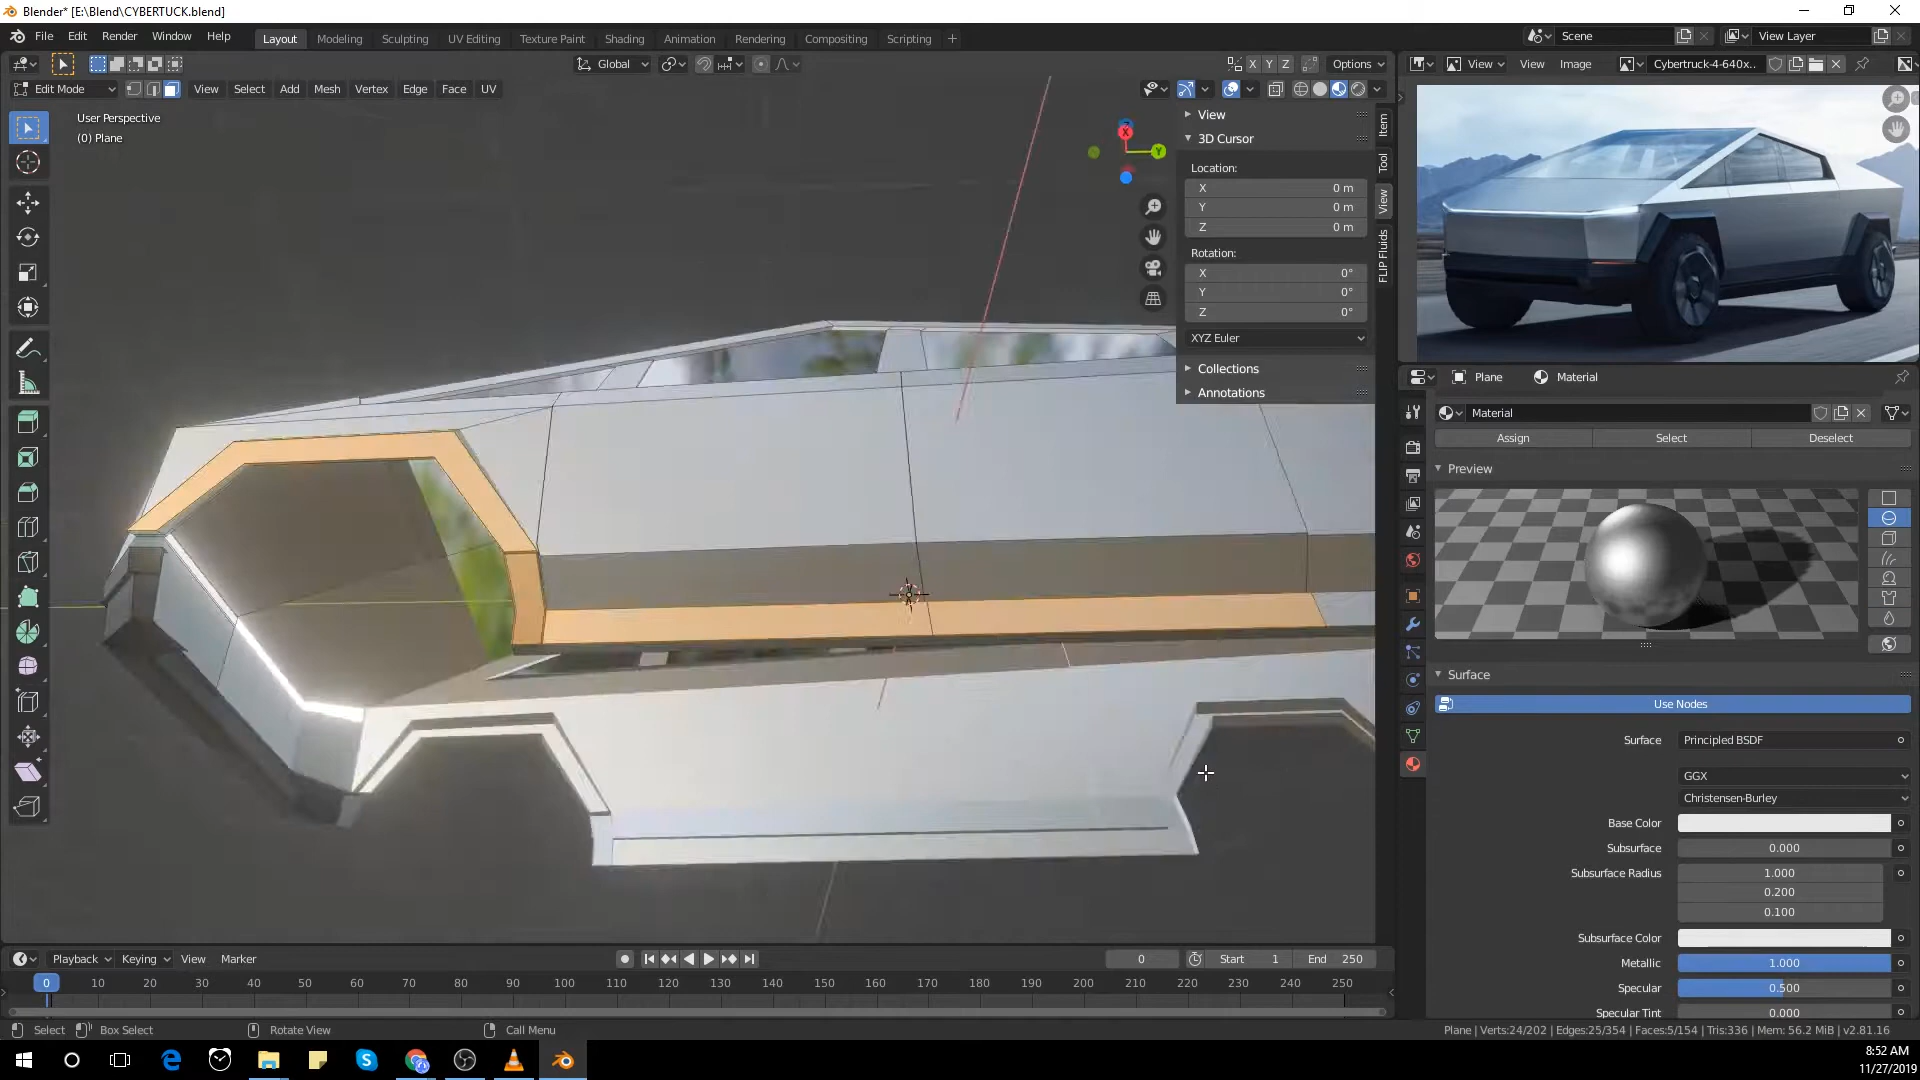 Blender* [E:\Blend\CYBERTUCK.blend]
File Edit Render Window Help
Layout Modeling Sculpting UV Editing Texture Paint Shading Animation Rendering Compositing Scripting
Scene
View Layer
Global
X Y Z
Options
View View Image Cybertruck-4-640x..
Edit Mode View Select Add Mesh Vertex Edge Face UV
User Perspective
(0) Plane
X
Y
View
3D Cursor
Location:
X 0 m
Y 0 m
Z 0 m
Rotation:
X 0°
Y 0°
Z 0°
XYZ Euler
Collections
Annotations
Item
Tool
View
FLIP Fluids
Plane Material
Material
Assign Select Deselect
Preview
Surface
Use Nodes
Surface Principled BSDF
GGX
Christensen-Burley
Base Color
Subsurface 0.000
Subsurface Radius 1.000
0.200
0.100
Subsurface Color
Metallic 1.000
Specular 0.500
Specular Tint 0.000
Playback Keying View Marker
0 Start 1 End 250
0 10 20 30 40 50 60 70 80 90 100 110 120 130 140 150 160 170 180 190 200 210 220 230 240 250
Select Box Select Rotate View Call Menu
Plane | Verts:24/202 | Edges:25/354 | Faces:5/154 | Tris:336 | Mem: 56.2 MiB | v2.81.16
8:52 AM
11/27/2019